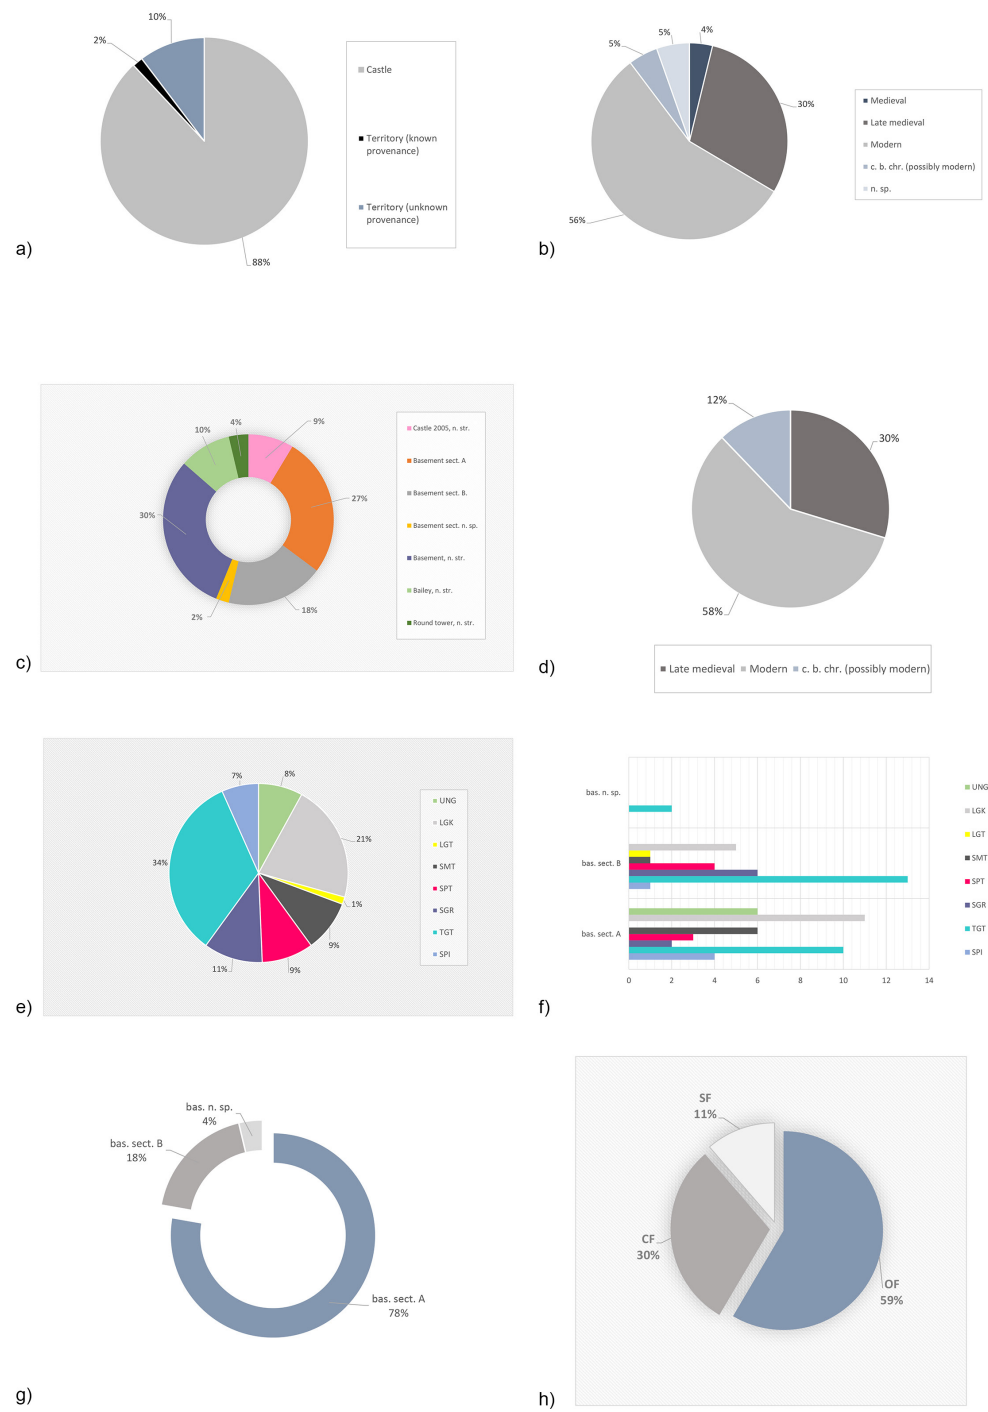 10%
2%
88%
Castle
Territory (known
provenance)
Territory (unknown
provenance)
a)
5%
5%
4%
30%
56%
Medieval
Late medieval
Modern
c. b. chr. (possibly modern)
n. sp.
b)
4%
9%
10%
27%
30%
2%
18%
Castle 2005, n. str.
Basement sect. A
Basement sect. B.
Basement sect. n. sp.
Basement, n. str.
Bailey, n. str.
Round tower, n. str.
c)
12%
30%
58%
Late medieval Modern c. b. chr. (possibly modern)
d)
7%
8%
21%
34%
1%
9%
11%
9%
UNG
LGK
LGT
SMT
SPT
SGR
TGT
SPI
e)
bas. n. sp.
bas. sect. B
bas. sect. A
0 2 4 6 8 10 12 14
UNG
LGK
LGT
SMT
SPT
SGR
TGT
SPI
f)
bas. n. sp.
4%
bas. sect. B
18%
bas. sect. A
78%
g)
SF
11%
CF
30%
OF
59%
h)